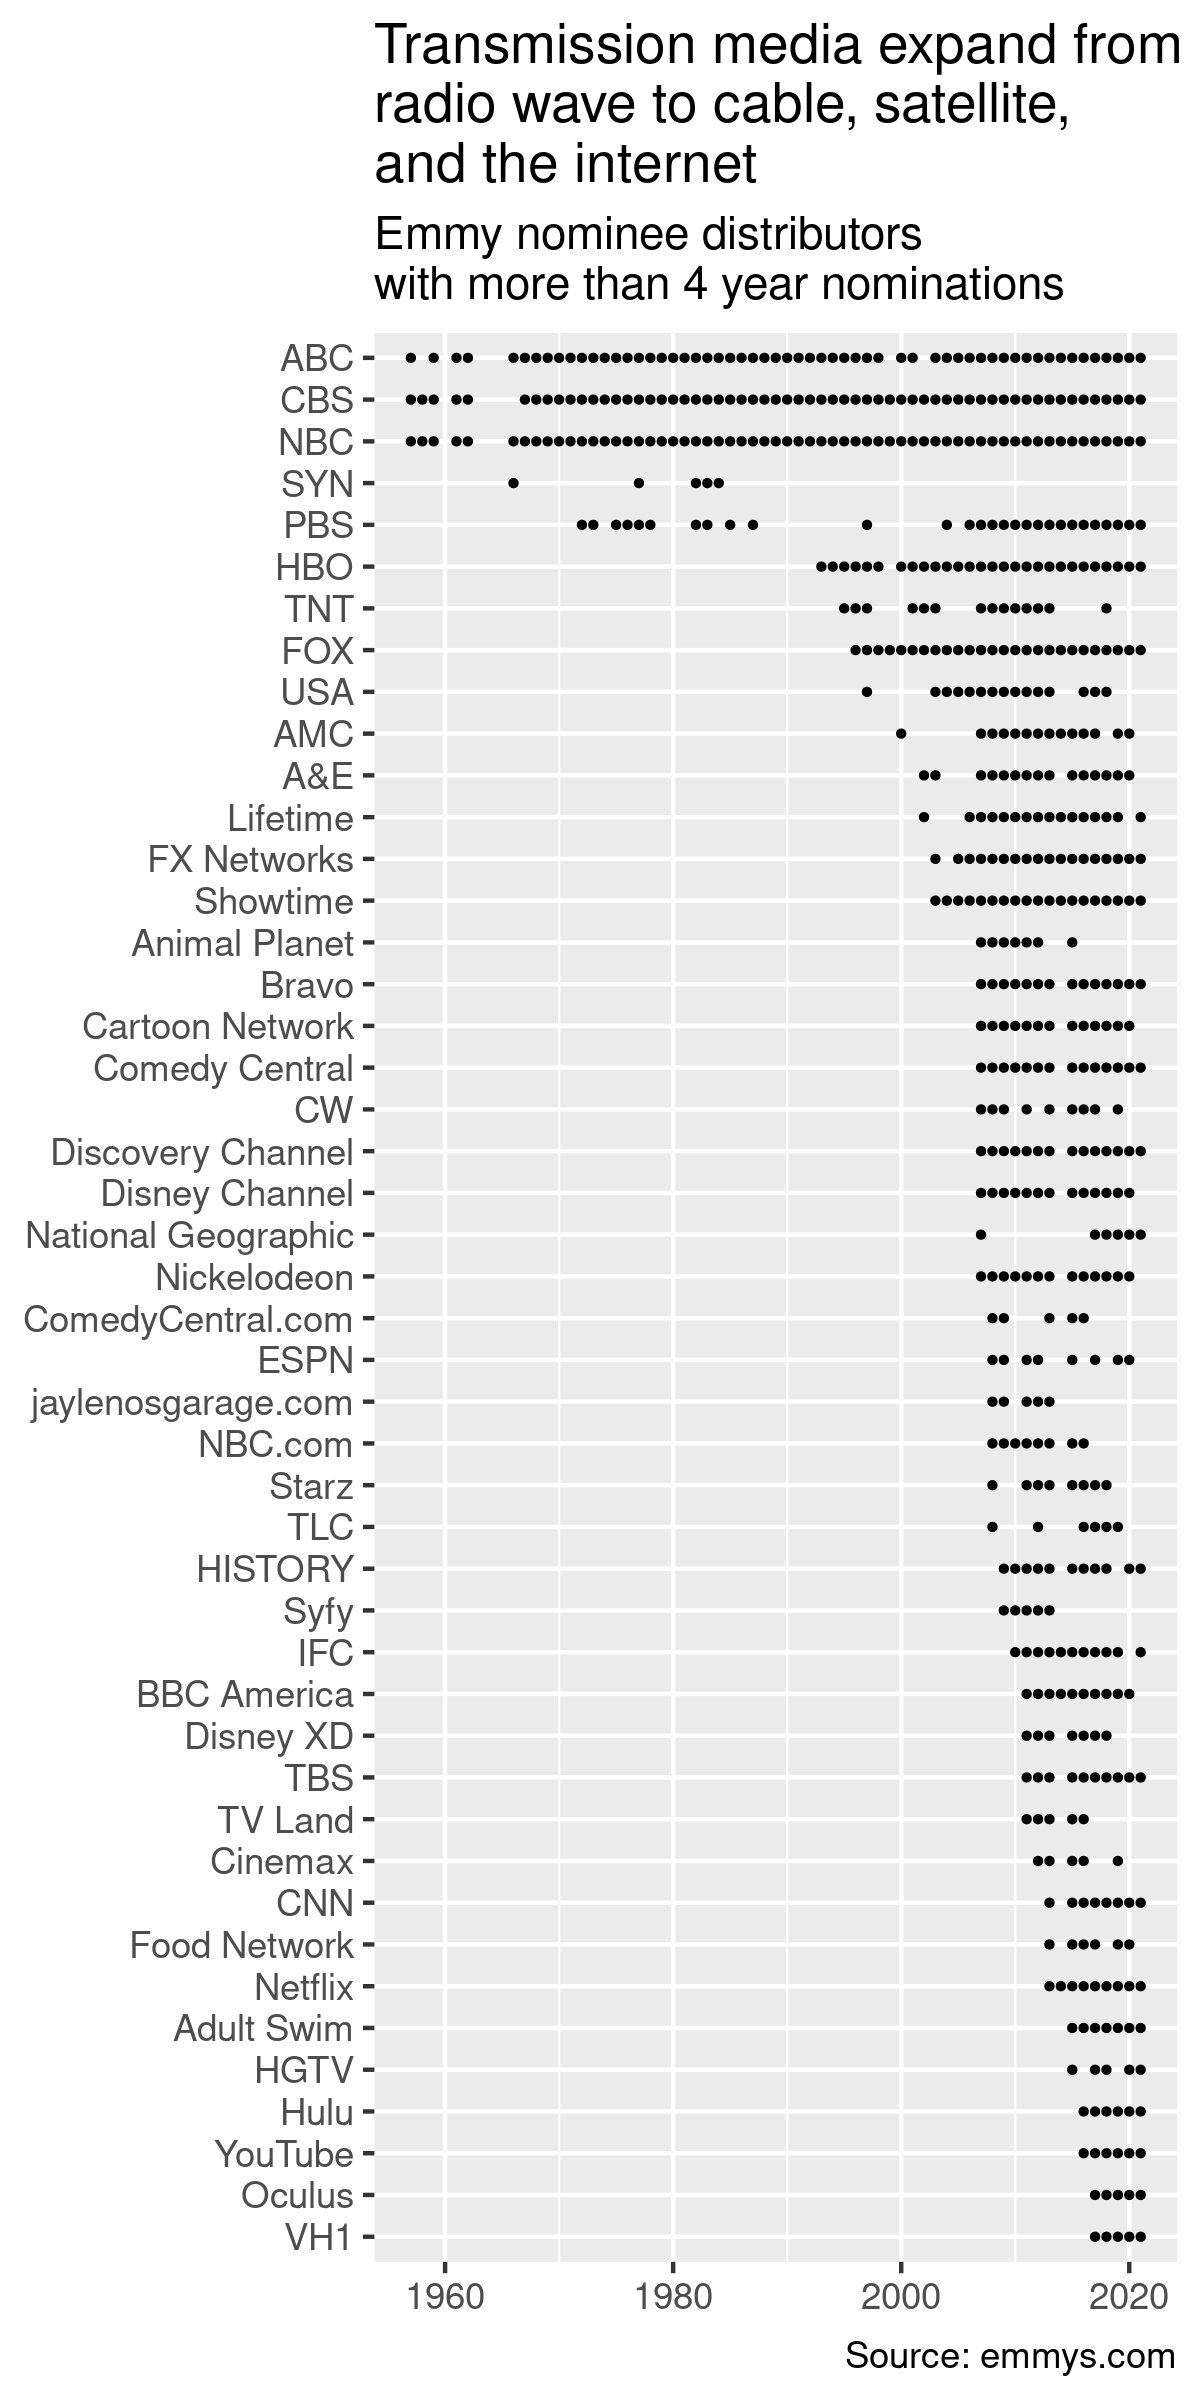 Transmission media expand from
radio wave to cable, satellite,
and the internet
Emmy nominee distributors
with more than 4 year nominations
ABC
CBS
NBC
SYN
PBS
HBO
TNT
FOX
USA
AMC
A&E
Lifetime
FX Networks
Showtime
Animal Planet
Bravo
Cartoon Network
Comedy Central
CW
Discovery Channel
Disney Channel
National Geographic
Nickelodeon
ComedyCentral.com
ESPN
jaylenosgarage.com
NBC.com
Starz
TLC
HISTORY
Syfy
IFC
BBC America
Disney XD
TBS
TV Land
Cinemax
CNN
Food Network
Netflix
Adult Swim
HGTV
Hulu
YouTube
Oculus
VH1
1960 1980 2000 2020
Source: emmys.com